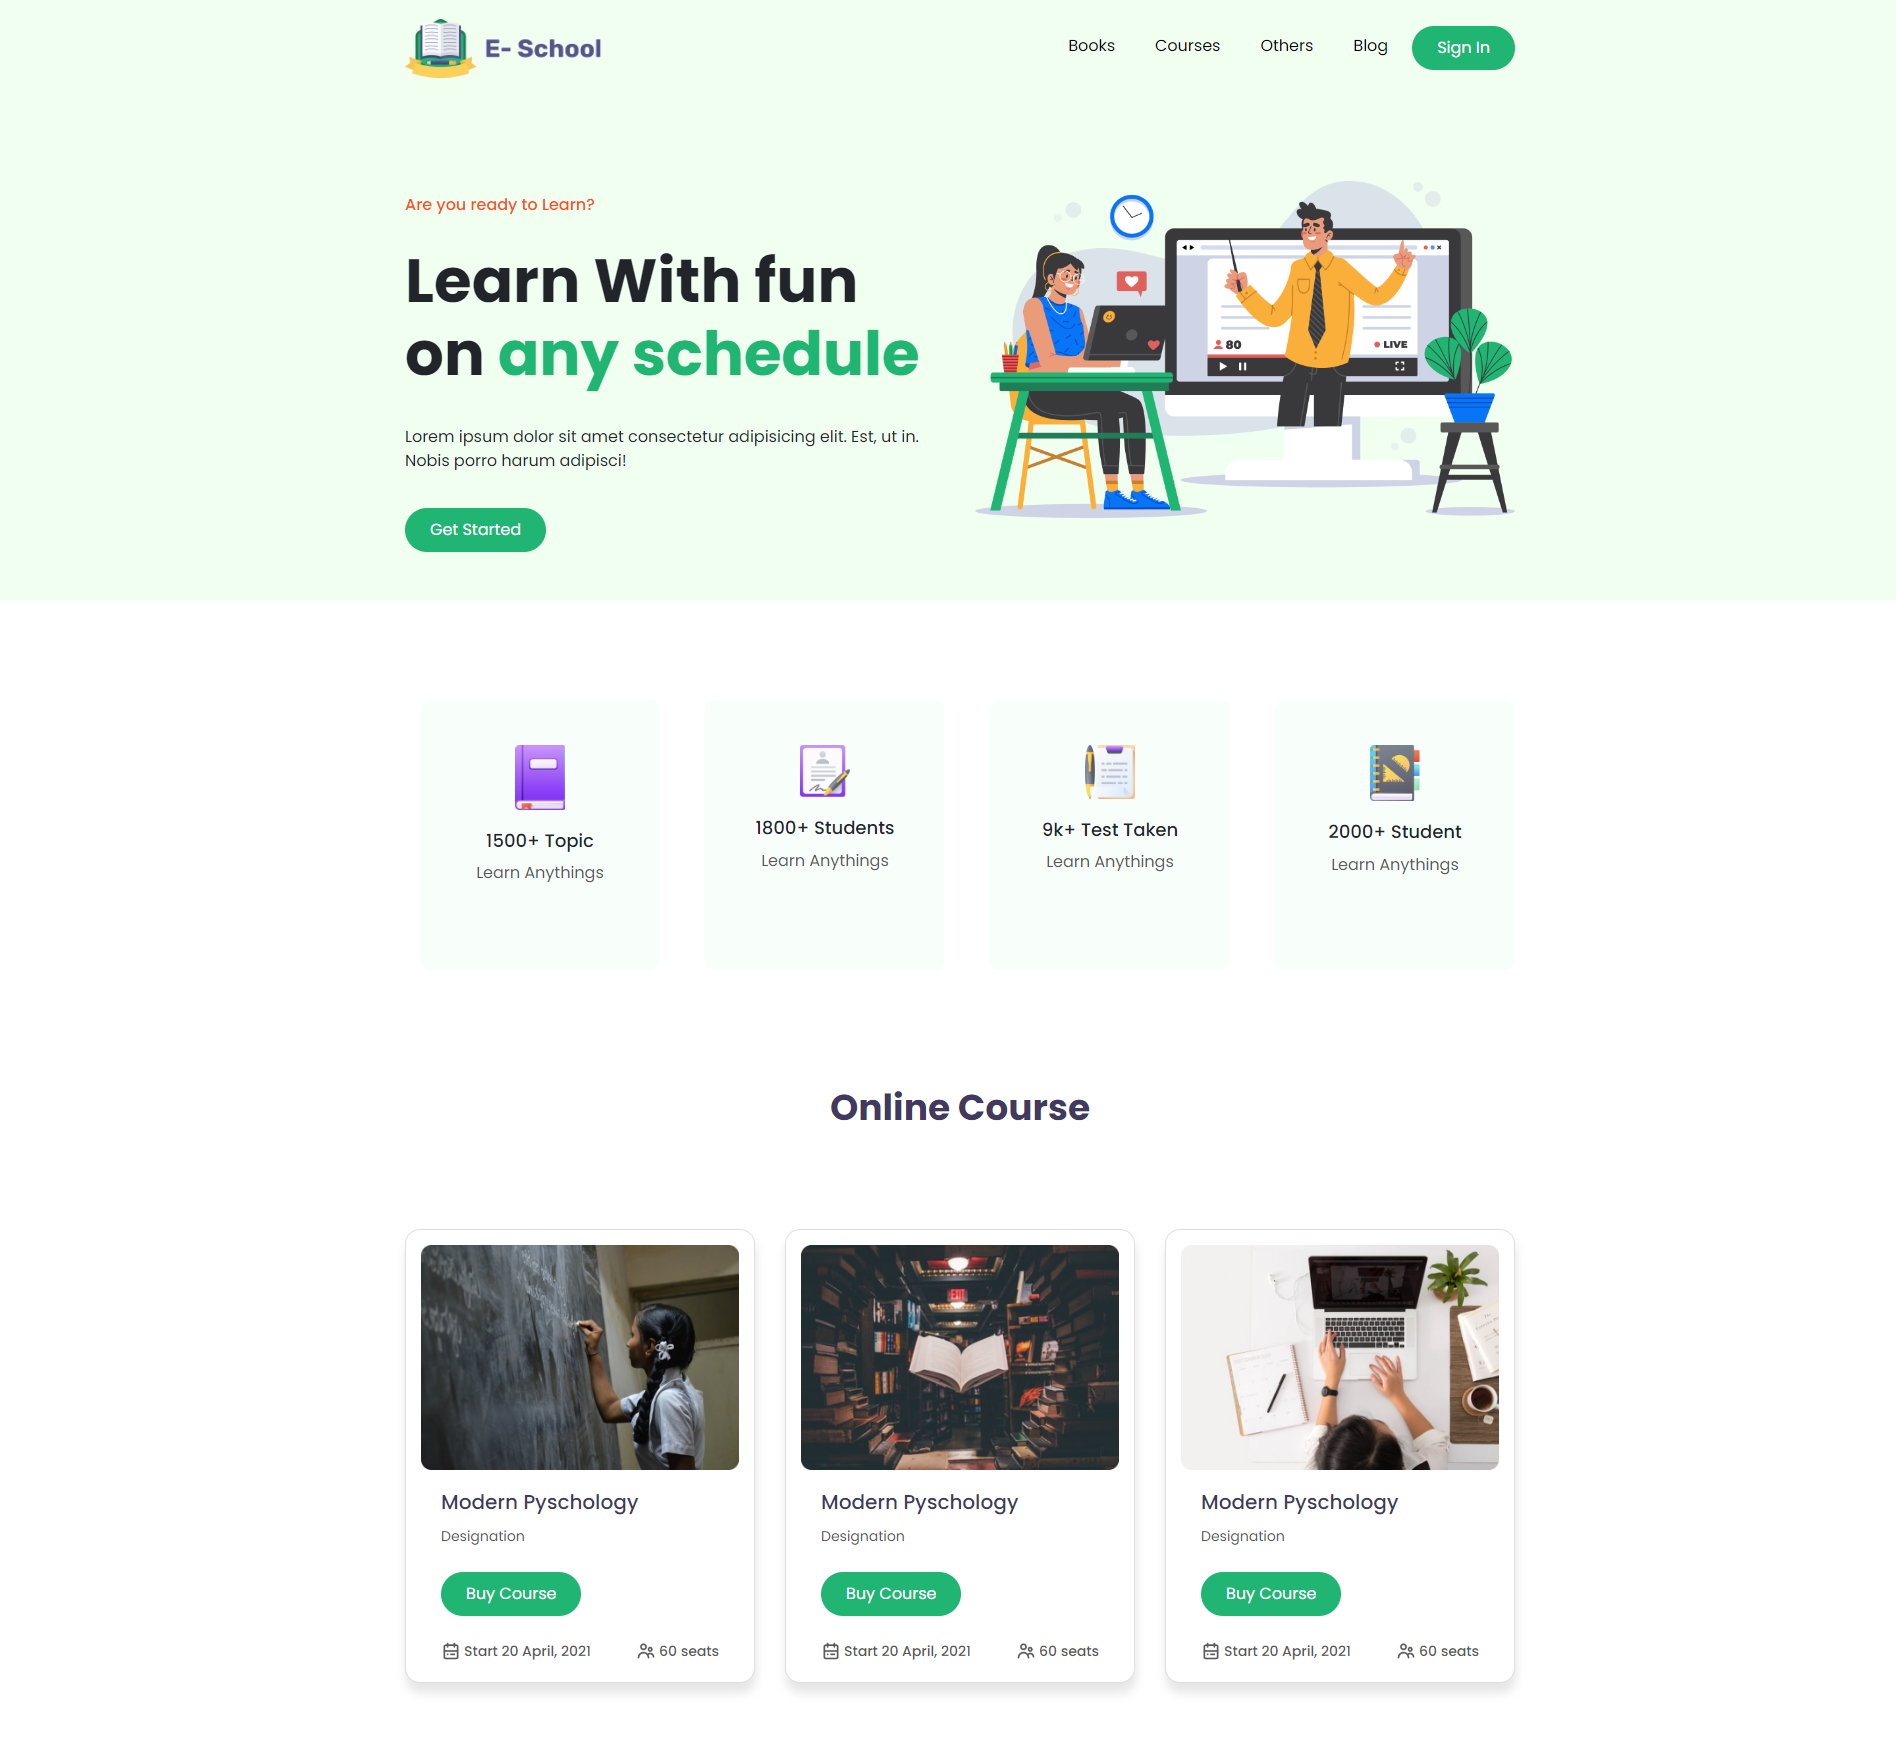 E- School
Books Courses Others Blog Sign In
Are you ready to Learn?
Learn With fun
on any schedule
Lorem ipsum dolor sit amet consectetur adipisicing elit. Est, ut in.
Nobis porro harum adipisci!
Get Started
80
LIVE
1500+ Topic
Learn Anythings
1800+ Students
Learn Anythings
9k+ Test Taken
Learn Anythings
2000+ Student
Learn Anythings
Online Course
EXIT
Modern Pyschology
Designation
Buy Course
Start 20 April, 2021 60 seats
Modern Pyschology
Designation
Buy Course
Start 20 April, 2021 60 seats
Modern Pyschology
Designation
Buy Course
Start 20 April, 2021 60 seats